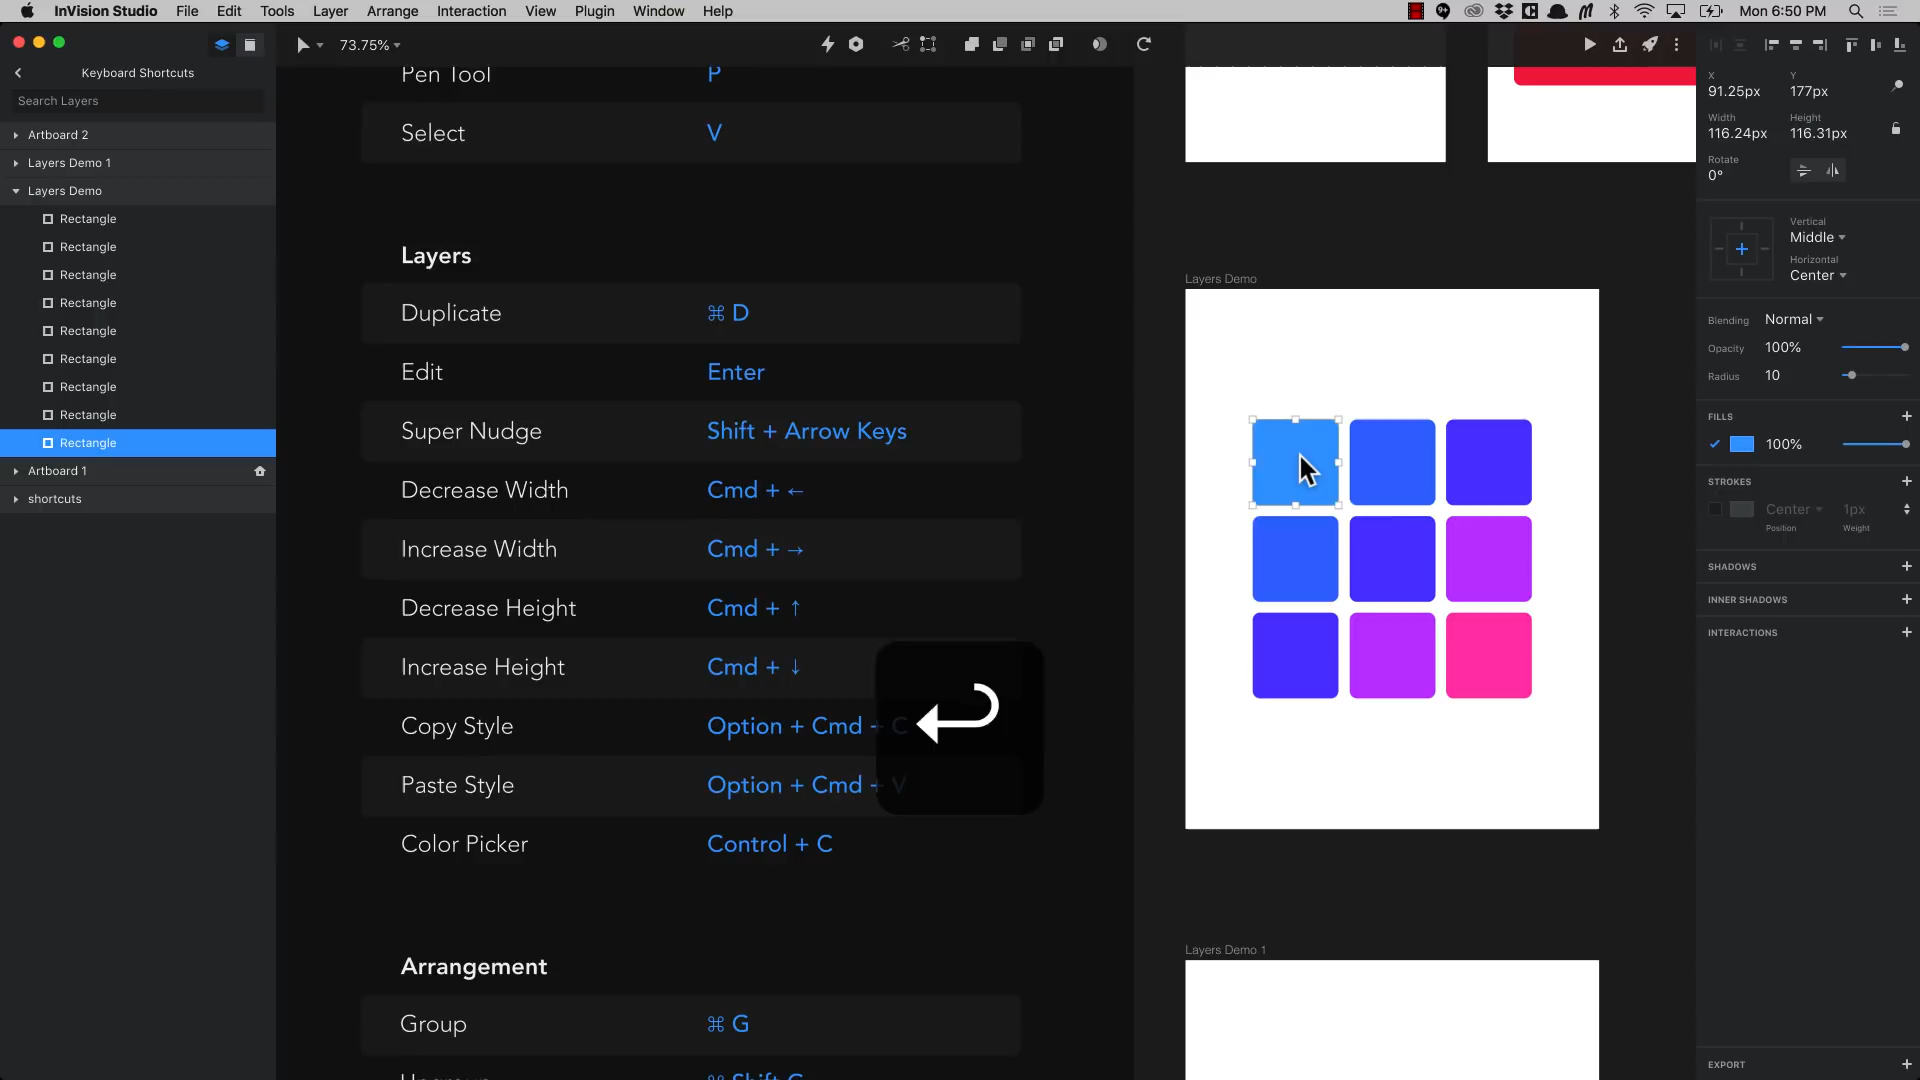 InVision Studio File Edit Tools Layer Arrange Interaction View Plugin Window Help Mon 6:50 PM
73.75%
Keyboard Shortcuts
Search Layers
Artboard 2
Layers Demo 1
Layers Demo
Rectangle
Rectangle
Rectangle
Rectangle
Rectangle
Rectangle
Rectangle
Rectangle
Rectangle
Artboard 1
shortcuts
Pen Tool P
Select V
Layers
Duplicate ⌘ D
Edit Enter
Super Nudge Shift + Arrow Keys
Decrease Width Cmd + ←
Increase Width Cmd + →
Decrease Height Cmd + ↑
Increase Height Cmd + ↓
Copy Style Option + Cmd + C
Paste Style Option + Cmd + V
Color Picker Control + C
Arrangement
Group ⌘ G
Layers Demo
Layers Demo 1
X Y
91.25px 177px
Width Height
116.24px 116.31px
Rotate
0°
Vertical
Middle
Horizontal
Center
Blending Normal
Opacity 100%
Radius 10
FILLS
100%
STROKES
Center 1px
Position Weight
SHADOWS
INNER SHADOWS
INTERACTIONS
EXPORT